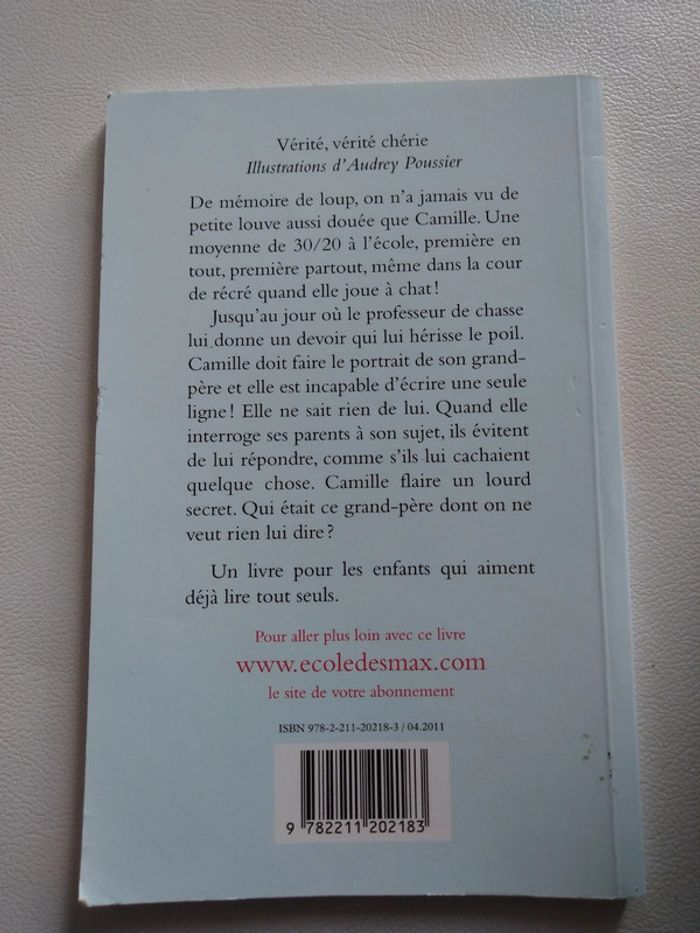 Vérité, vérité chérie
Illustrations d'Audrey Poussier
De mémoire de loup, on n'a jamais vu de
petite louve aussi douée que Camille. Une
moyenne de 30/20 à l'école, première en
tout, première partout, même dans la cour
de récré quand elle joue à chat !
Jusqu'au jour où le professeur de chasse
lui donne un devoir qui lui hérisse le poil.
Camille doit faire le portrait de son grand-
père et elle est incapable d'écrire une seule
ligne ! Elle ne sait rien de lui. Quand elle
interroge ses parents à son sujet, ils évitent
de lui répondre, comme s'ils lui cachaient
quelque chose. Camille flaire un lourd
secret. Qui était ce grand-père dont on ne
veut rien lui dire ?
Un livre pour les enfants qui aiment
déjà lire tout seuls.
Pour aller plus loin avec ce livre
www.ecoledesmax.com
le site de votre abonnement
ISBN 978-2-211-20218-3 / 04.2011
9 782211 202183